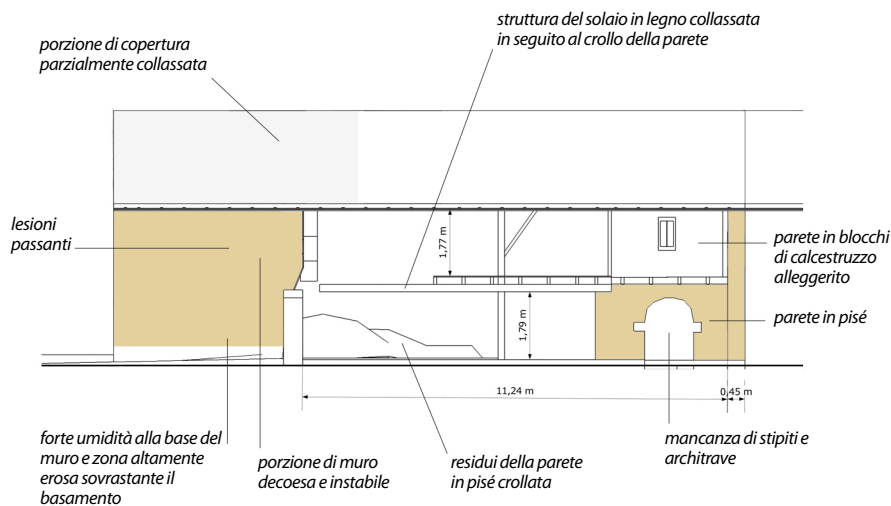 struttura del solaio in legno collassata
in seguito al crollo della parete
porzione di copertura
parzialmente collassata
lesioni
passanti
1,77 m
parete in blocchi
di calcestruzzo
alleggerito
1,79 m
parete in pisé
11,24 m
0,45 m
forte umidità alla base del
muro e zona altamente
erosa sovrastante il
basamento
porzione di muro
decoesa e instabile
residui della parete
in pisé crollata
mancanza di stipiti e
architrave